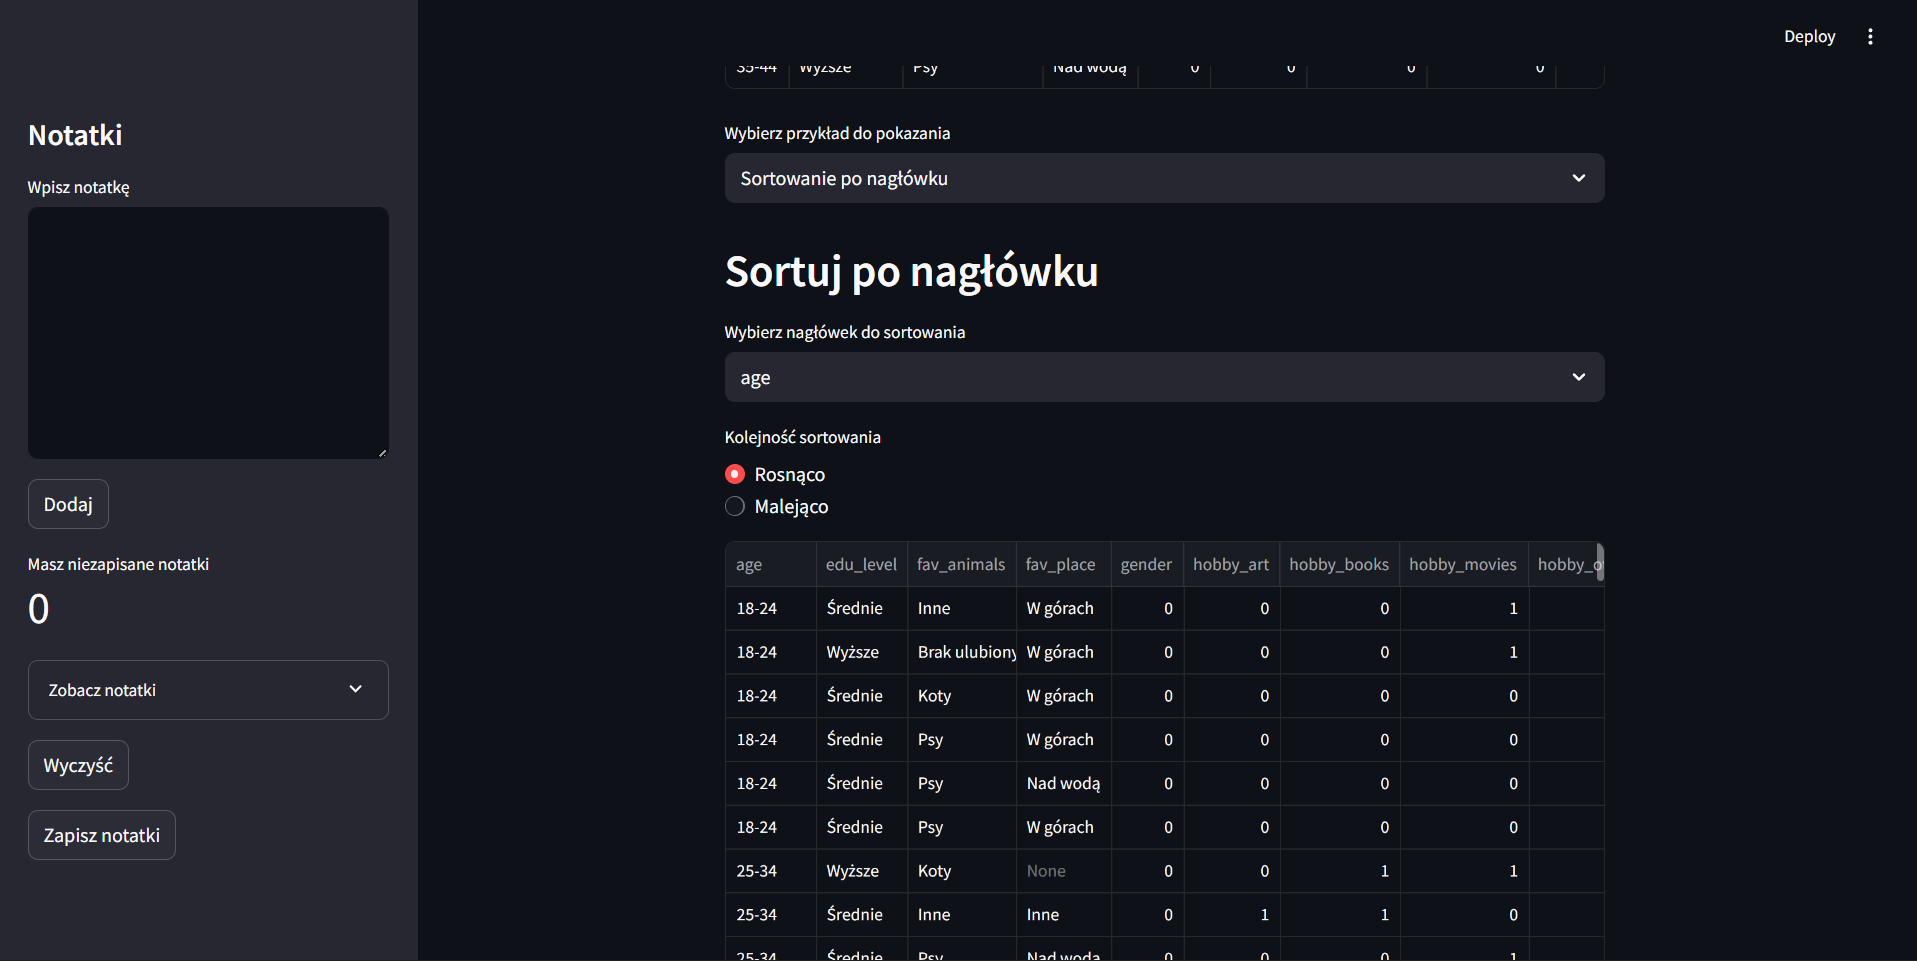 Deploy
35-44 Wyższe Psy Nad wodą 0 0 0 0
Notatki
Wpisz notatkę
Dodaj
Masz niezapisane notatki
0
Zobacz notatki
Wyczyść
Zapisz notatki
Wybierz przykład do pokazania
Sortowanie po nagłówku
Sortuj po nagłówku
Wybierz nagłówek do sortowania
age
Kolejność sortowania
Rosnąco
Malejąco
age edu_level fav_animals fav_place gender hobby_art hobby_books hobby_movies
18-24 Średnie Inne W górach 0 0 0 1
18-24 Wyższe Brak ulubiony W górach 0 0 0 1
18-24 Średnie Koty W górach 0 0 0 0
18-24 Średnie Psy W górach 0 0 0 0
18-24 Średnie Psy Nad wodą 0 0 0 0
18-24 Średnie Psy W górach 0 0 0 0
25-34 Wyższe Koty None 0 0 1 1
25-34 Średnie Inne Inne 0 1 1 0
25-34 Średnie Psy Nad wodą 0 0 0 1